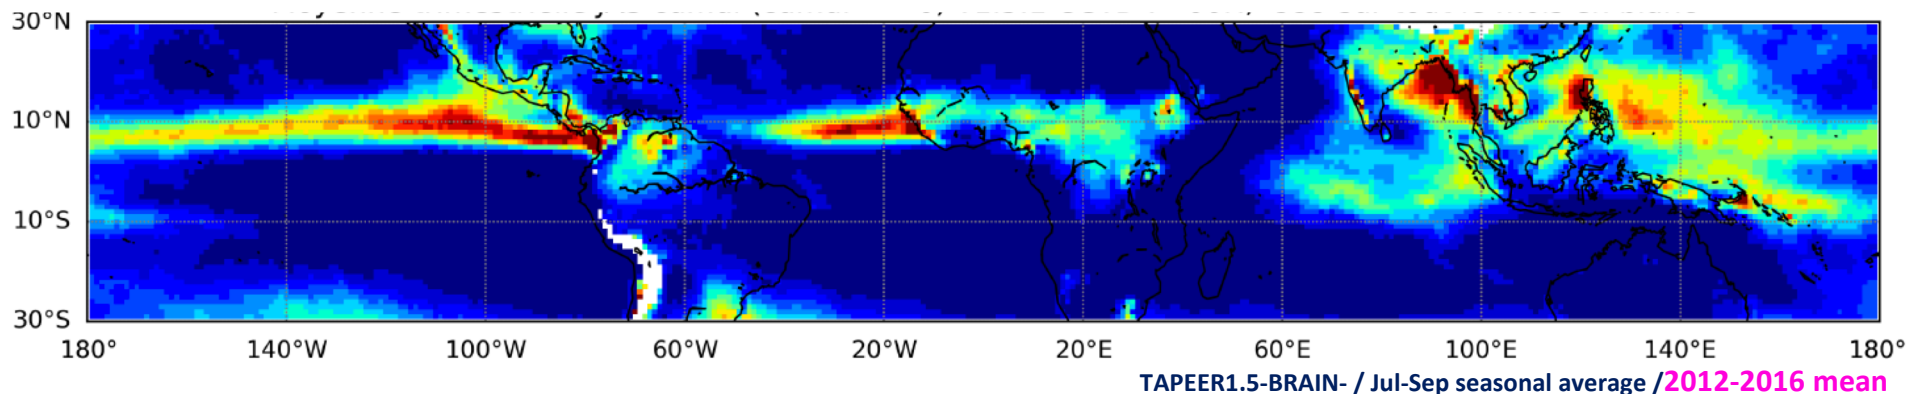 30°N
10°N
10°S
30°S
180° 140°W 100°W 60°W 20°W 20°E 60°E 100°E 140°E 180°
TAPEER1.5-BRAIN- / Jul-Sep seasonal average /2012-2016 mean